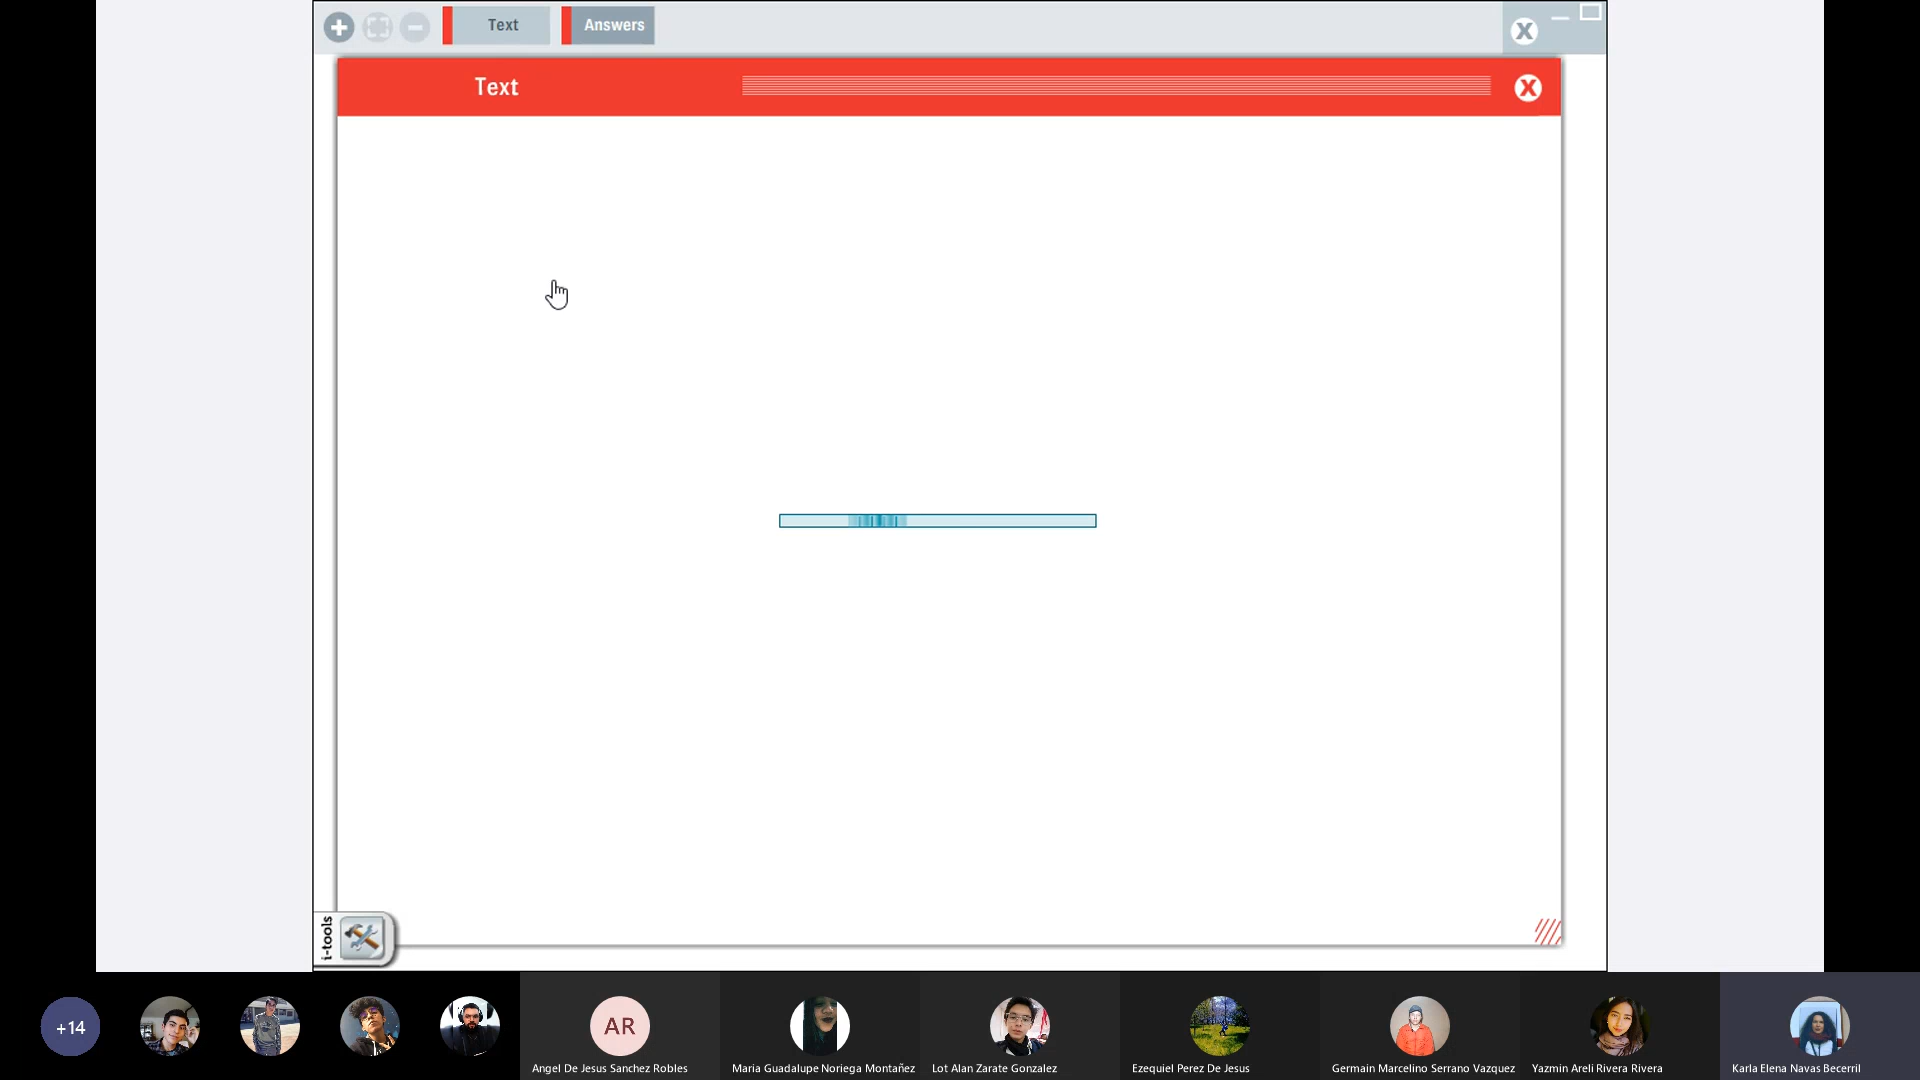 Text
Answers
X
Text
X
i-tools
+14
AR
Angel De Jesus Sanchez Robles
Maria Guadalupe Noriega Montañez
Lot Alan Zarate Gonzalez
Ezequiel Perez De Jesus
Germain Marcelino Serrano Vazquez
Yazmin Areli Rivera Rivera
Karla Elena Navas Becerril